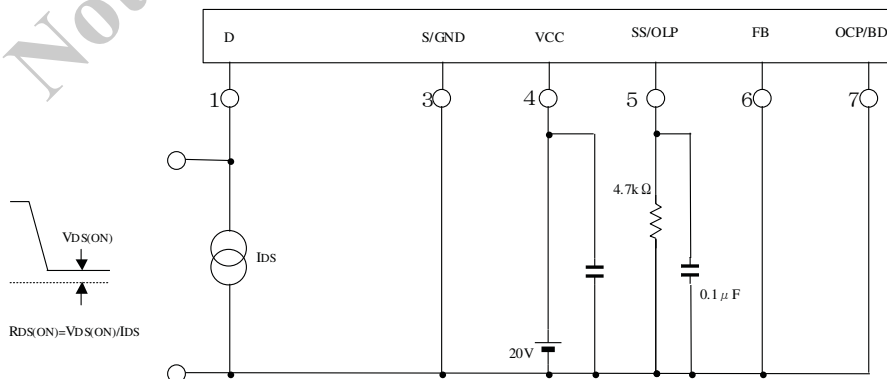 Not
D S/GND VCC SS/OLP FB OCP/BD
1 3 4 5 6 7
4.7kΩ
VDS(ON)
IDS
0.1μF
RDS(ON)=VDS(ON)/IDS
20V